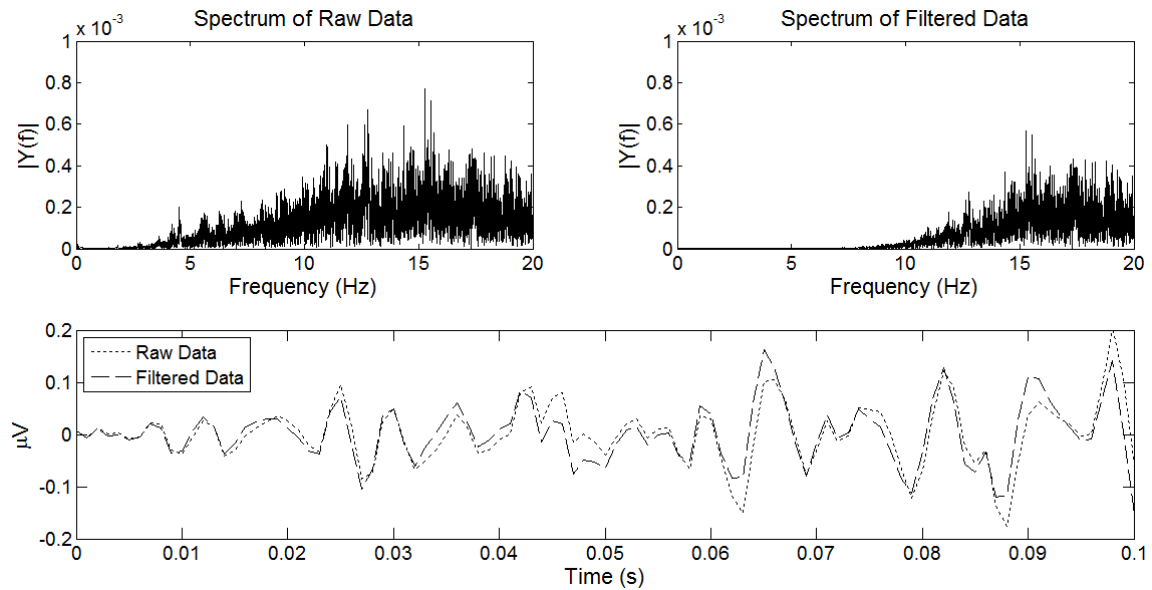 Spectrum of Raw Data
x 10-3
1
0.8
0.6
0.4
0.2
0
|Y(f)|
0 5 10 15 20
Frequency (Hz)
Spectrum of Filtered Data
x 10-3
1
0.8
0.6
0.4
0.2
0
|Y(f)|
0 5 10 15 20
Frequency (Hz)
0.2
0.1
0
-0.1
-0.2
μV
Raw Data
Filtered Data
0 0.01 0.02 0.03 0.04 0.05 0.06 0.07 0.08 0.09 0.1
Time (s)